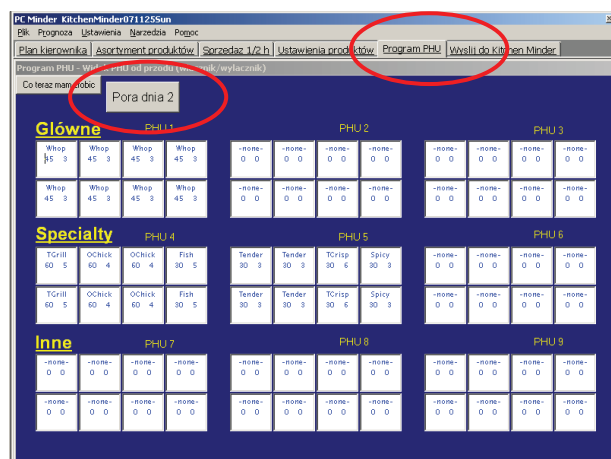 PC Minder KitchenMinder071125Sun
Plik Prognoza Ustawienia Narzedzia Pomoc
Plan kierownika Asortyment produktów Sprzedaz 1/2 h Ustawienia produktów Program PHU Wyslij do Kitchen Minder
Program PHU - Widok PHU od przodu (wlacznik/wylacznik)
Co teraz mam robic Pora dnia 2
Glówne PHU 1 PHU 2 PHU 3
Whop Whop Whop Whop -none- -none- -none- -none- -none- -none- -none- -none-
45 3 45 3 45 3 45 3 0 0 0 0 0 0 0 0 0 0 0 0 0 0 0 0
Whop Whop Whop Whop -none- -none- -none- -none- -none- -none- -none- -none-
45 3 45 3 45 3 45 3 0 0 0 0 0 0 0 0 0 0 0 0 0 0 0 0
Specialty PHU 4 PHU 5 PHU 6
TGrill OChick OChick Fish Tender Tender TCrisp Spicy -none- -none- -none- -none-
60 5 60 4 60 4 30 5 30 3 30 3 30 6 30 3 0 0 0 0 0 0 0 0
TGrill OChick OChick Fish Tender Tender TCrisp Spicy -none- -none- -none- -none-
60 5 60 4 60 4 30 5 30 3 30 3 30 6 30 3 0 0 0 0 0 0 0 0
Inne PHU 7 PHU 8 PHU 9
-none- -none- -none- -none- -none- -none- -none- -none- -none- -none- -none- -none-
0 0 0 0 0 0 0 0 0 0 0 0 0 0 0 0 0 0 0 0 0 0 0 0
-none- -none- -none- -none- -none- -none- -none- -none- -none- -none- -none- -none-
0 0 0 0 0 0 0 0 0 0 0 0 0 0 0 0 0 0 0 0 0 0 0 0